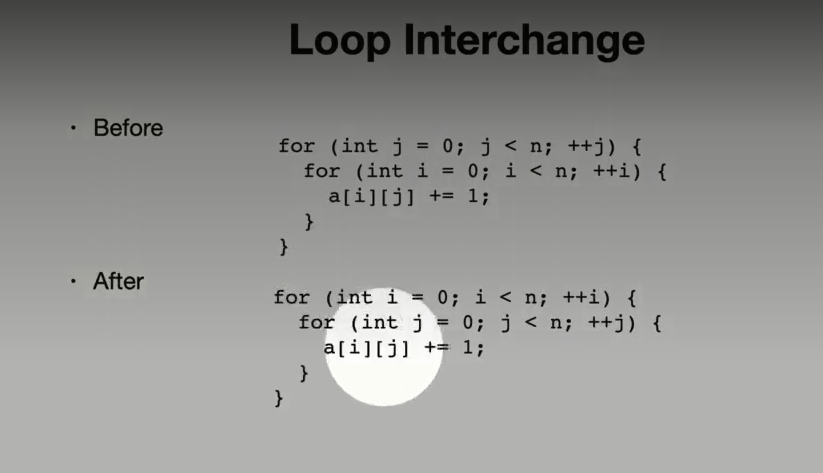 Loop Interchange
• Before
for (int j = 0; j < n; ++j) {
  for (int i = 0; i < n; ++i) {
    a[i][j] += 1;
  }
}
• After
for (int i = 0; i < n; ++i) {
  for (int j = 0; j < n; ++j) {
    a[i][j] += 1;
  }
}